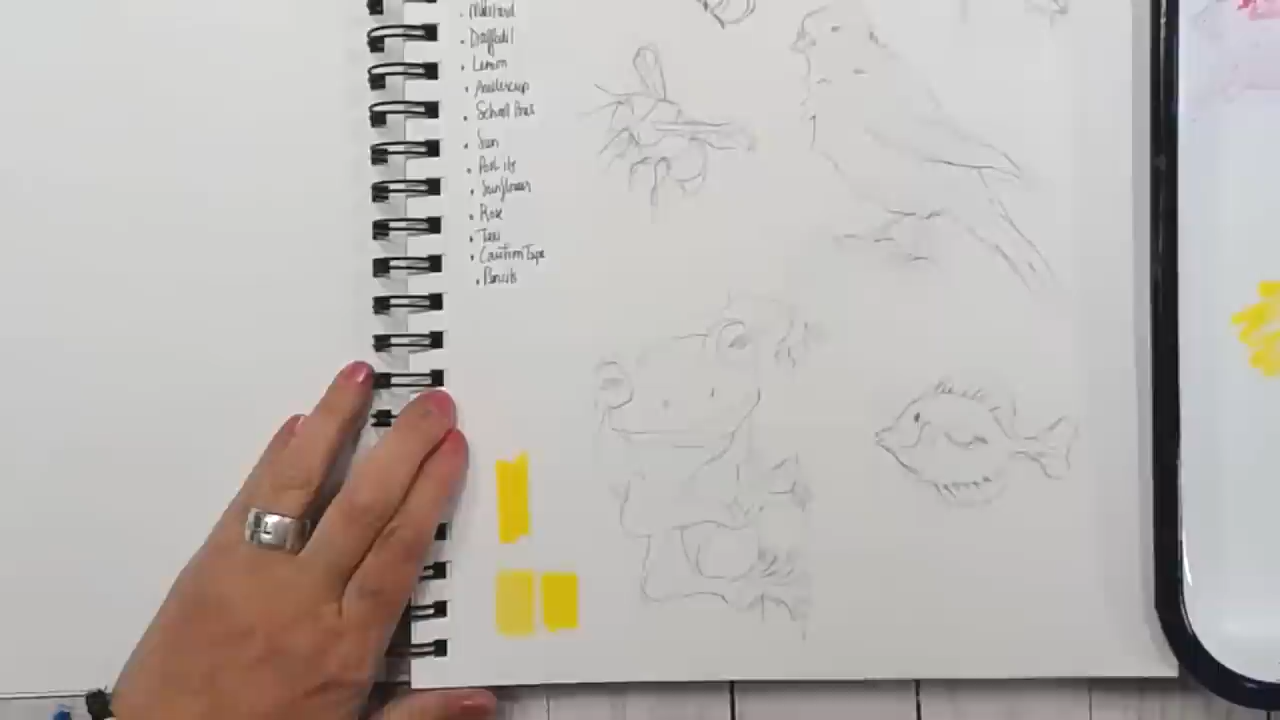 • Mustard
• Daffodil
• Lemon
• Buttercup
• School Bus
• Sun
• Post its
• Sunflower
• Rose
• Taxi
• Caution Tape
• Pencils